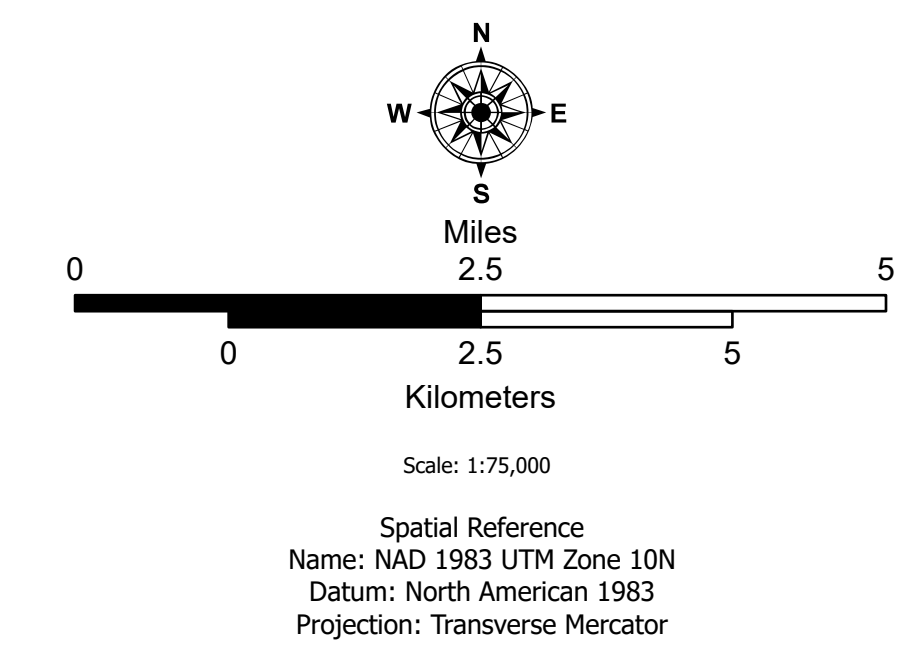 N
W E
S
Miles
0 2.5 5
0 2.5 5
Kilometers
Scale: 1:75,000
Spatial Reference
Name: NAD 1983 UTM Zone 10N
Datum: North American 1983
Projection: Transverse Mercator